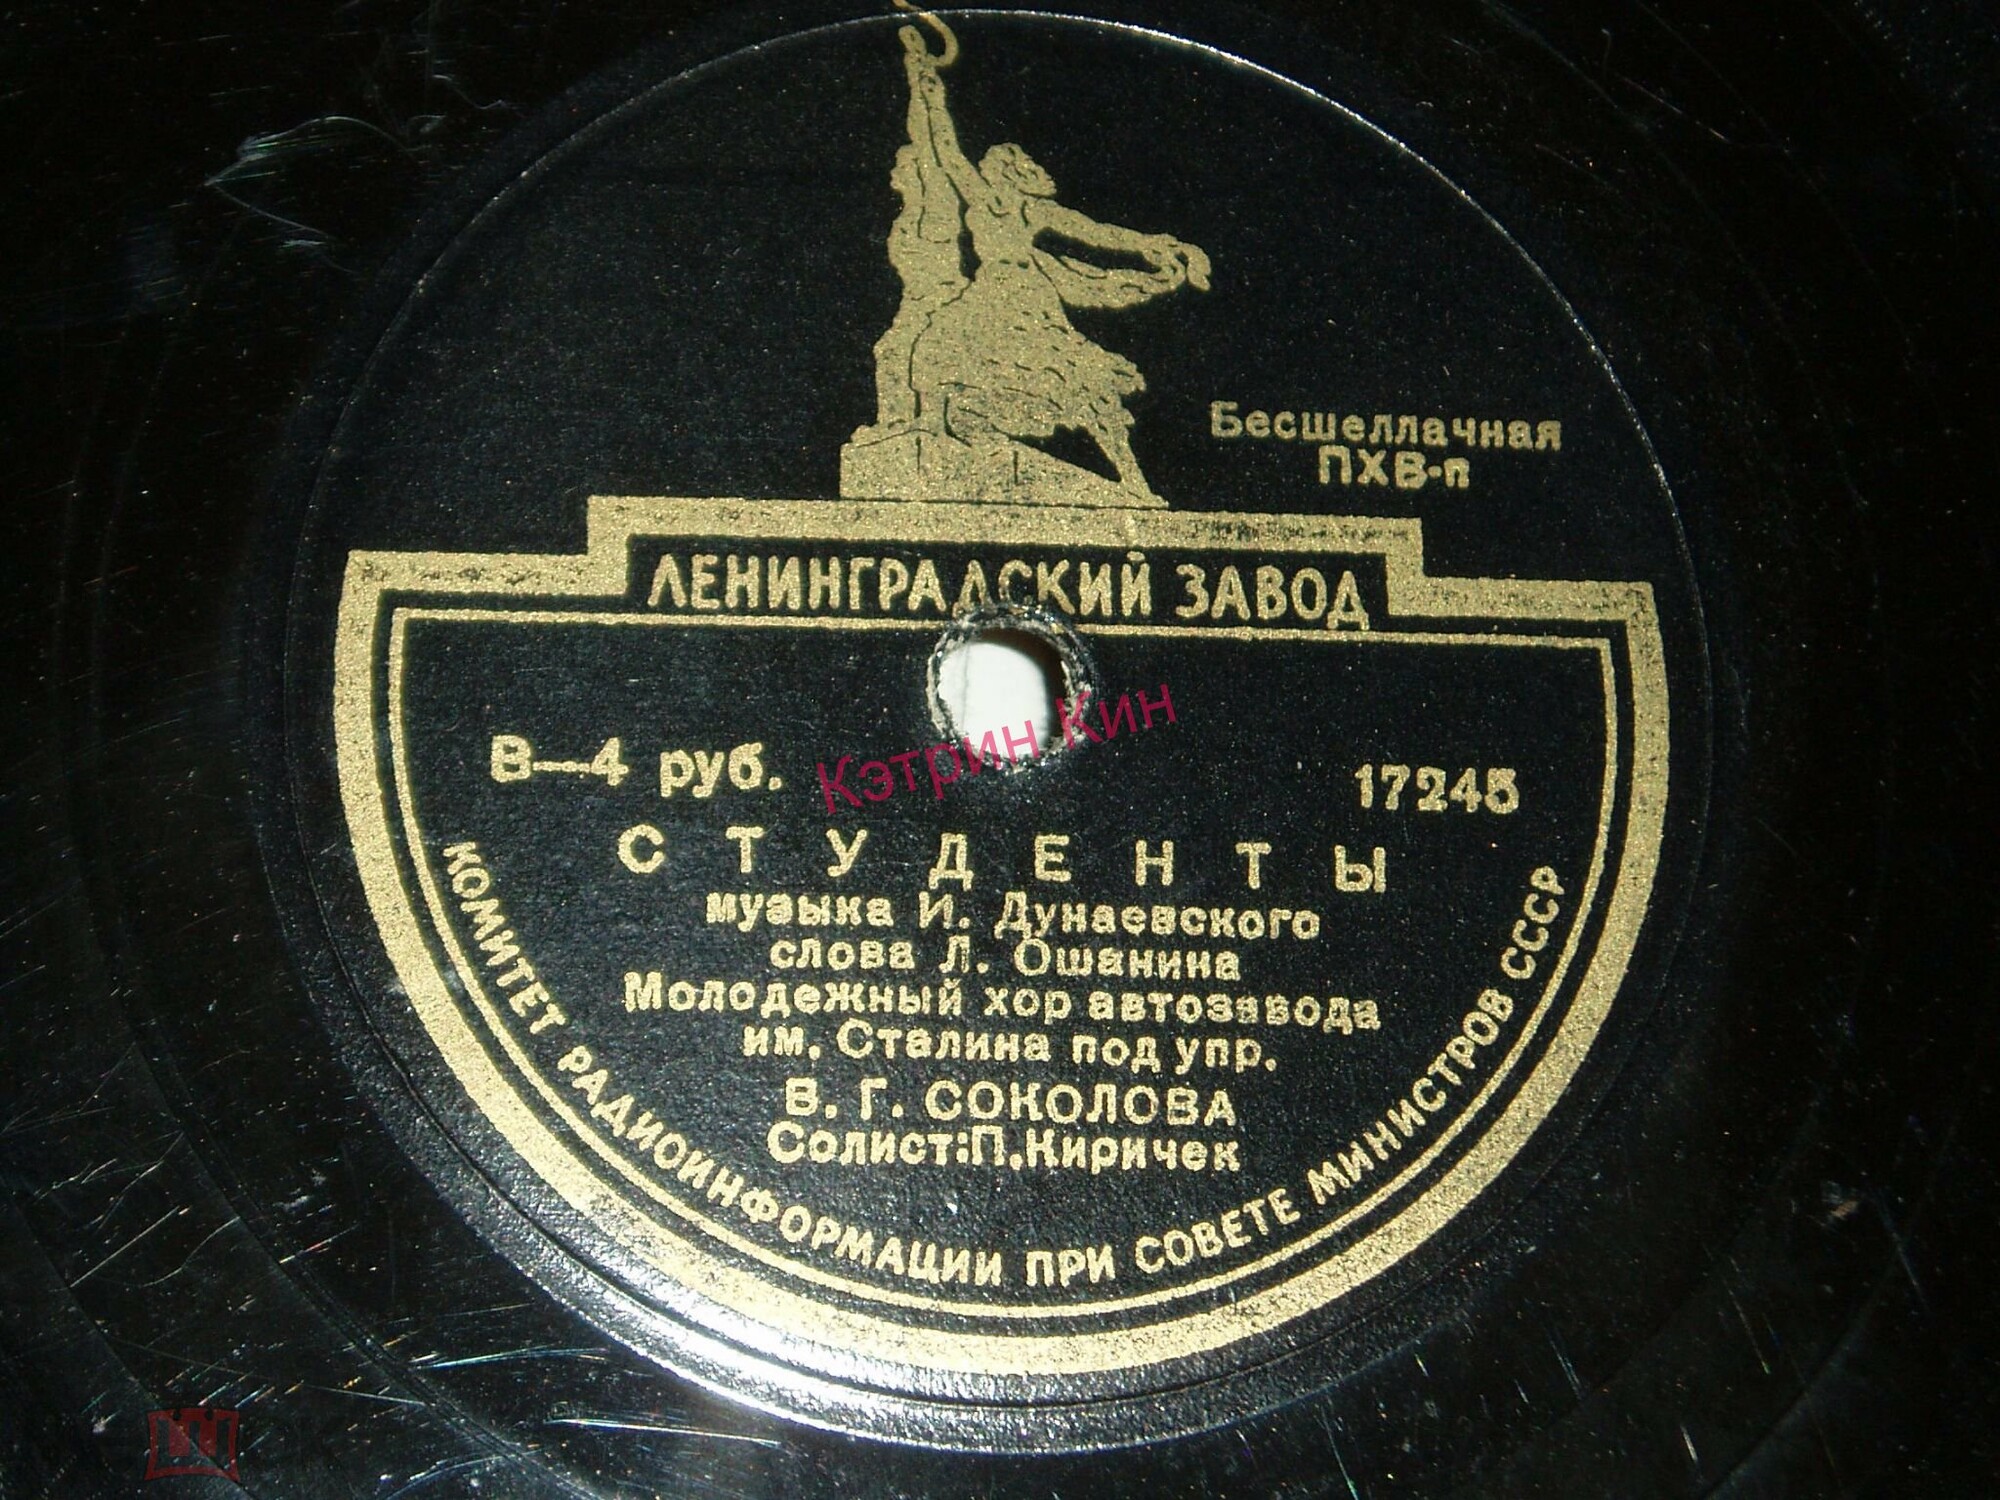 Бесшеллачная
ПХВ-п
ЛЕНИНГРАДСКИЙ ЗАВОД
В—4 руб.
17245
Кэтрин Кин
СТУДЕНТЫ
музыка И. Дунаевского
слова Л. Ошанина
Молодежный хор автозавода
им. Сталина под упр.
В. Г. СОКОЛОВА
Солист:П.Киричек
КОМИТЕТ РАДИОИНФОРМАЦИИ ПРИ СОВЕТЕ МИНИСТРОВ СССР